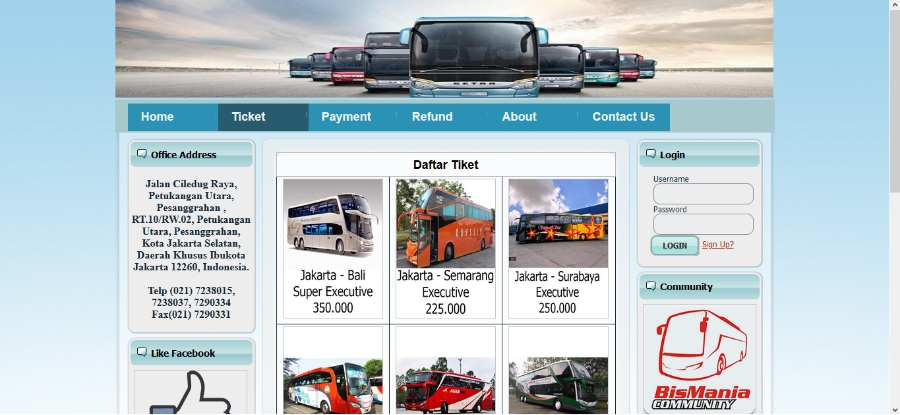 SETRA
Home Ticket Payment Refund About Contact Us
Office Address
Jalan Ciledug Raya,
Petukangan Utara,
Pesanggrahan ,
RT.10/RW.02, Petukangan
Utara, Pesanggrahan,
Kota Jakarta Selatan,
Daerah Khusus Ibukota
Jakarta 12260, Indonesia.
Telp (021) 7238015,
7238037, 7290334
Fax(021) 7290331
Like Facebook
Daftar Tiket
Jakarta - Bali
Super Executive
350.000
Jakarta - Semarang
Executive
225.000
Jakarta - Surabaya
Executive
250.000
Login
Username
Password
LOGIN Sign Up?
Community
BisMania
COMMUNITY